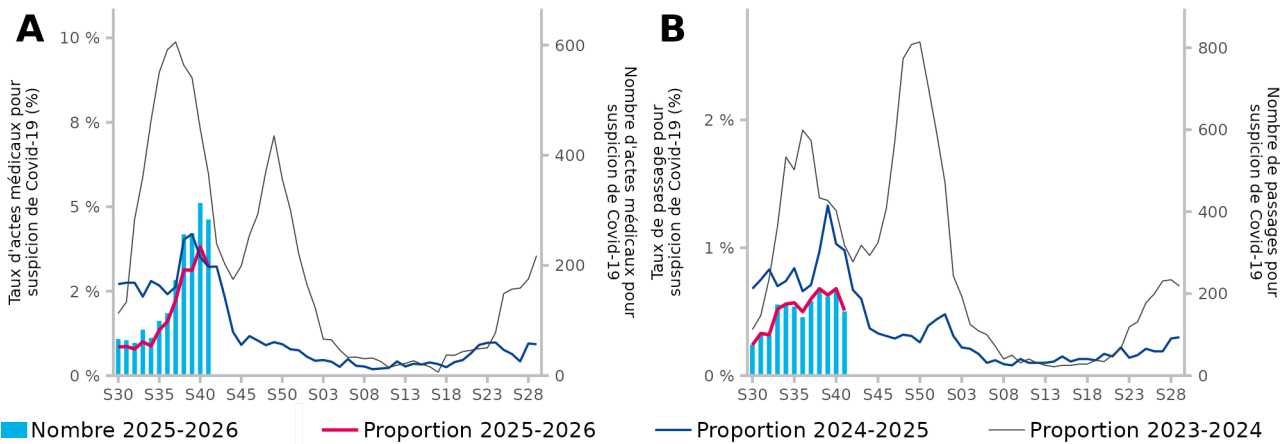 A
Taux d'actes médicaux pour
suspicion de Covid-19 (%)
10 %
8 %
5 %
2 %
0 %
600
400
200
0
Nombre d'actes médicaux pour
suspicion de Covid-19
S30 S35 S40 S45 S50 S03 S08 S13 S18 S23 S28
B
Taux de passage pour
suspicion de Covid-19 (%)
2 %
1 %
0 %
800
600
400
200
0
Nombre de passages pour
suspicion de Covid-19
S30 S35 S40 S45 S50 S03 S08 S13 S18 S23 S28
Nombre 2025-2026 Proportion 2025-2026 Proportion 2024-2025 Proportion 2023-2024